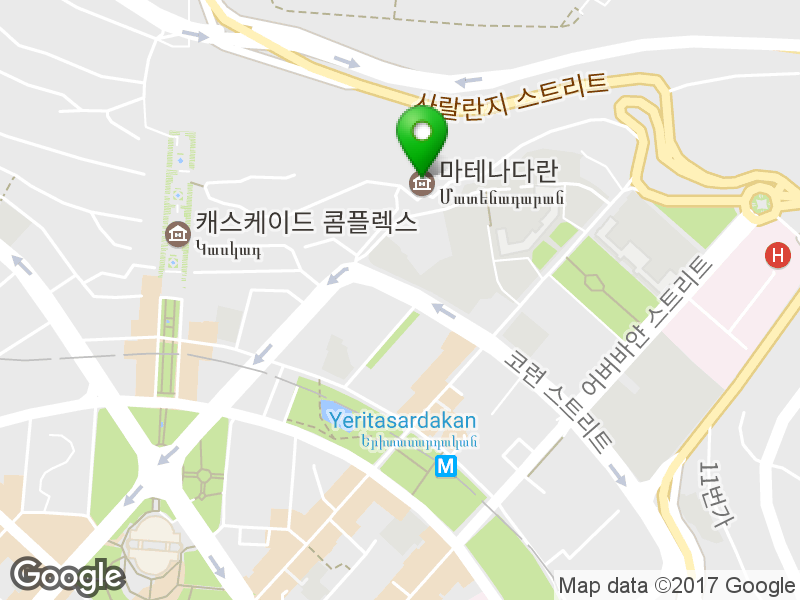 사랄란지 스트리트
마테나다란
Մատենադարան
캐스케이드 콤플렉스
Կասկադ
H
어버바얀 스트리트
코련 스트리트
Yeritasardakan
Երիտասարդական
M
11번가
Google
Map data ©2017 Google